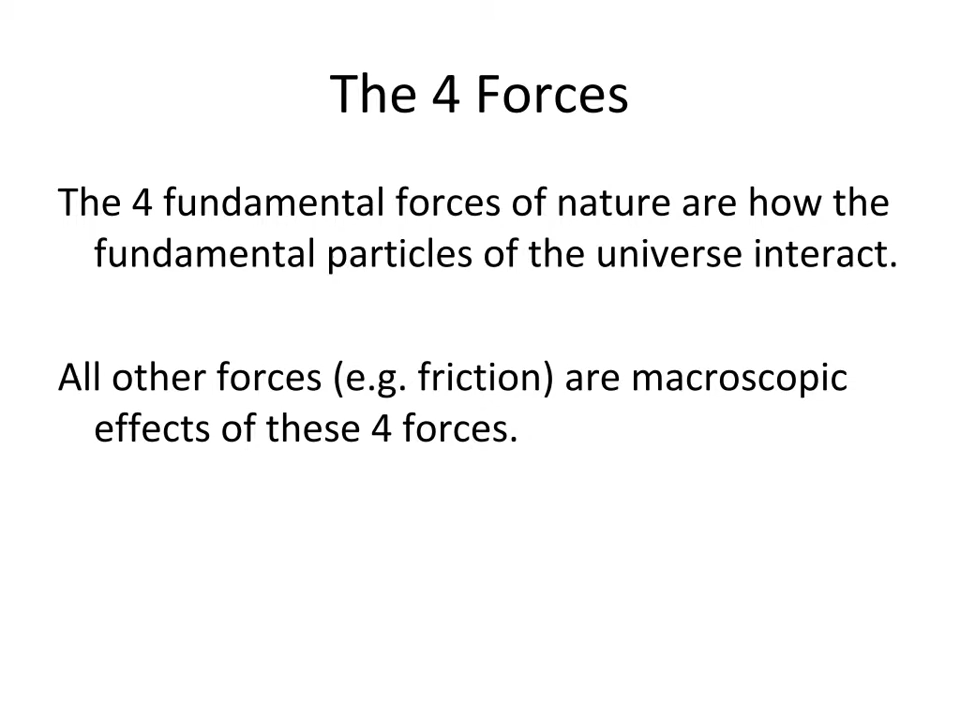 The 4 Forces
The 4 fundamental forces of nature are how the
fundamental particles of the universe interact.
All other forces (e.g. friction) are macroscopic
effects of these 4 forces.